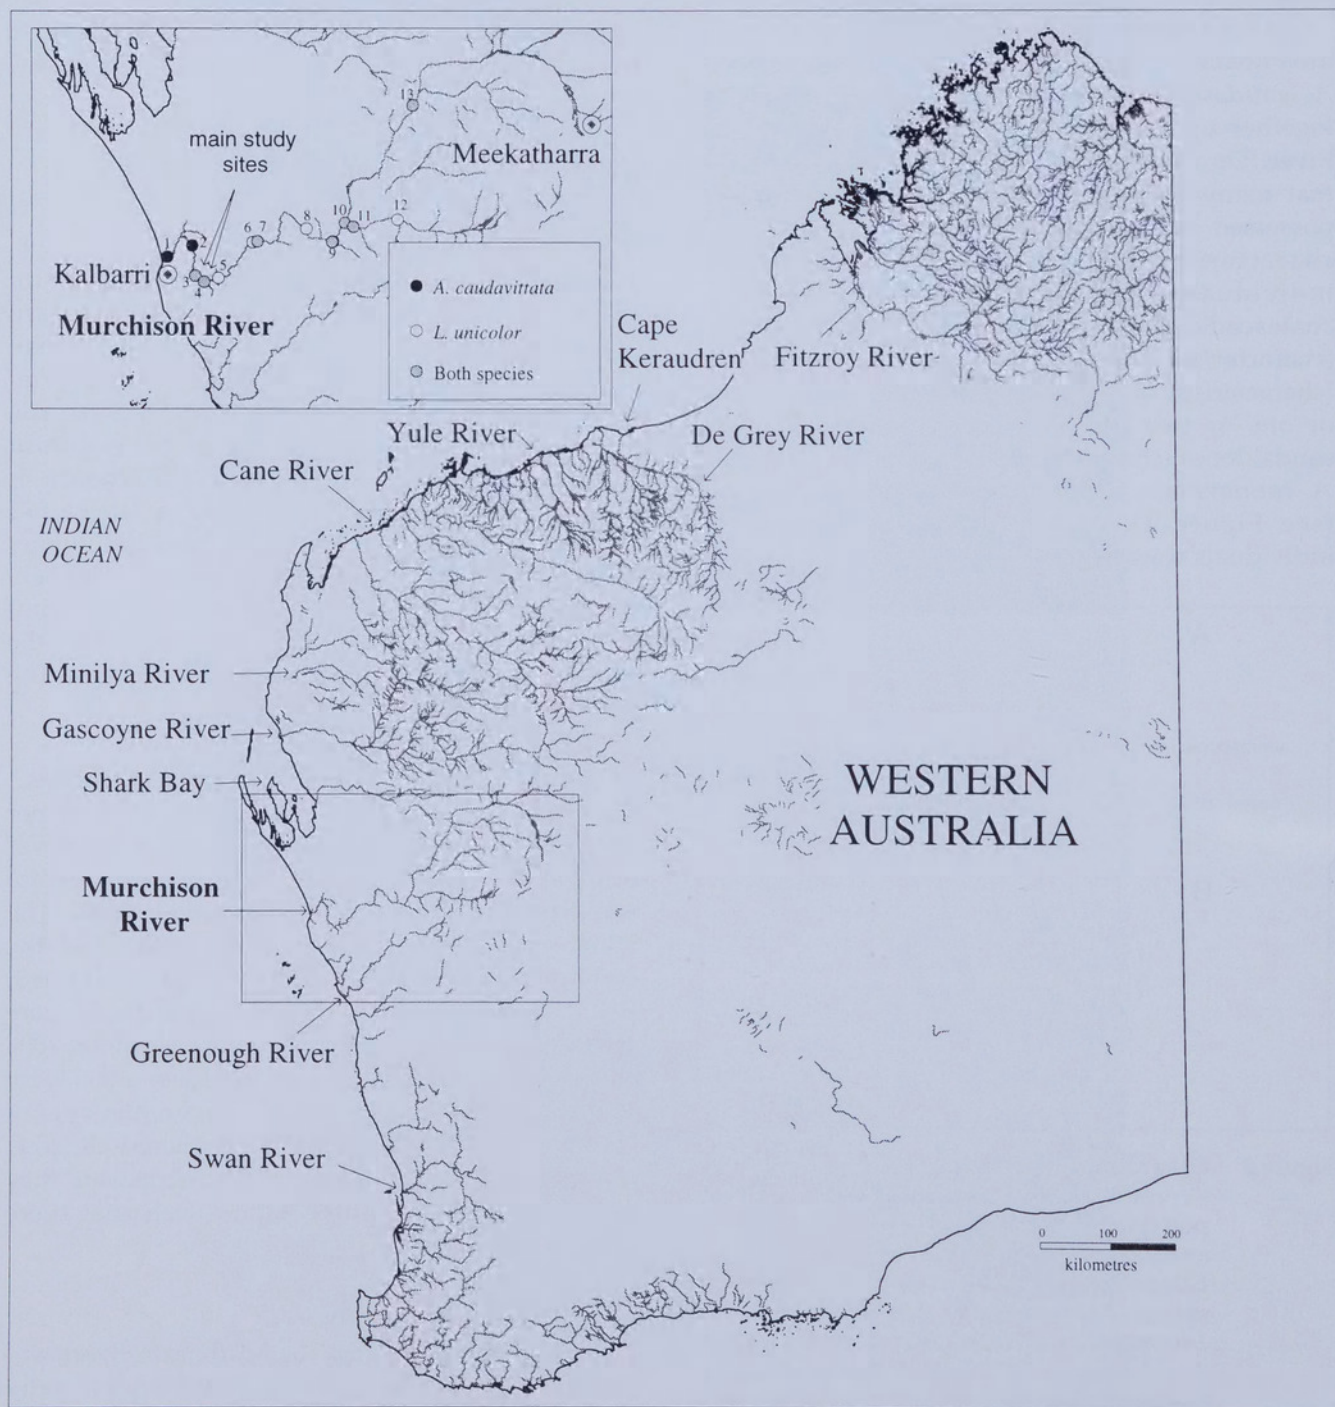 13
main study
sites
Meekatharra
1
2
3
4
5
6
7
8
9
10
11
12
Kalbarri
Murchison River
A. caudavittata
L. unicolor
Both species
Cape
Keraudren
Fitzroy River
Yule River
De Grey River
Cane River
INDIAN
OCEAN
Minilya River
Gascoyne River
Shark Bay
WESTERN
AUSTRALIA
Murchison
River
Greenough River
Swan River
0 100 200
kilometres